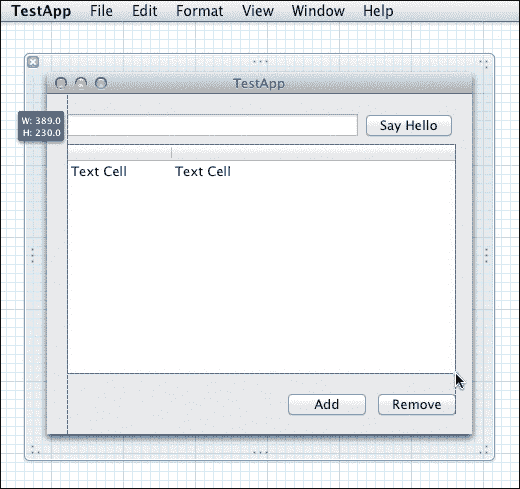 TestApp File Edit Format View Window Help
TestApp
W: 389.0
H: 230.0
Say Hello
Text Cell Text Cell
Add Remove